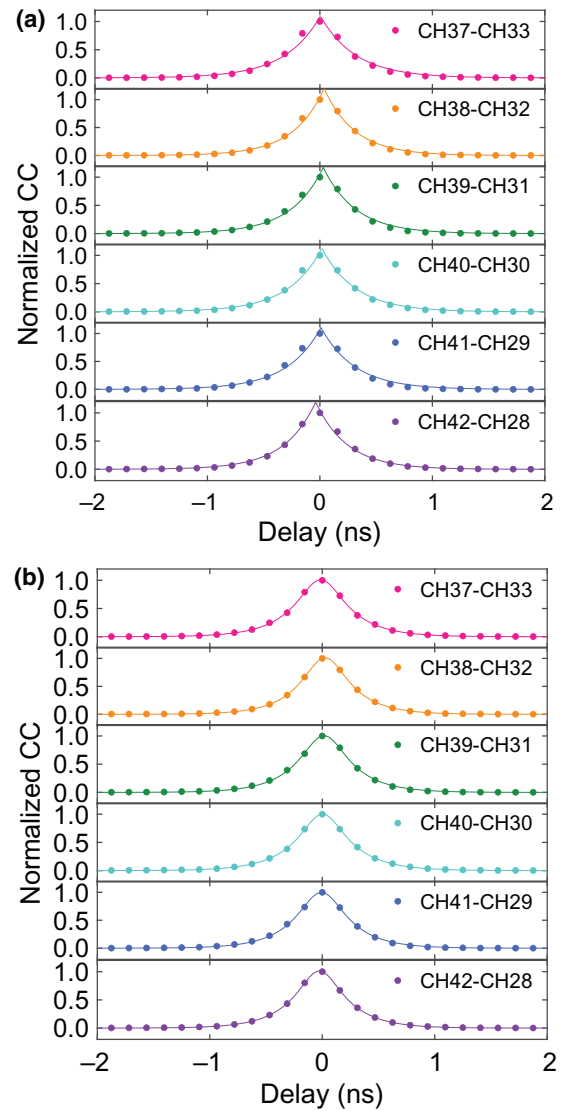 (a)
Normalized CC
1.0
0.5
0.0
CH37-CH33
1.0
0.5
0.0
CH38-CH32
1.0
0.5
0.0
CH39-CH31
1.0
0.5
0.0
CH40-CH30
1.0
0.5
0.0
CH41-CH29
1.0
0.5
0.0
CH42-CH28
−2 −1 0 1 2
Delay (ns)
(b)
Normalized CC
1.0
0.5
0.0
CH37-CH33
1.0
0.5
0.0
CH38-CH32
1.0
0.5
0.0
CH39-CH31
1.0
0.5
0.0
CH40-CH30
1.0
0.5
0.0
CH41-CH29
1.0
0.5
0.0
CH42-CH28
−2 −1 0 1 2
Delay (ns)